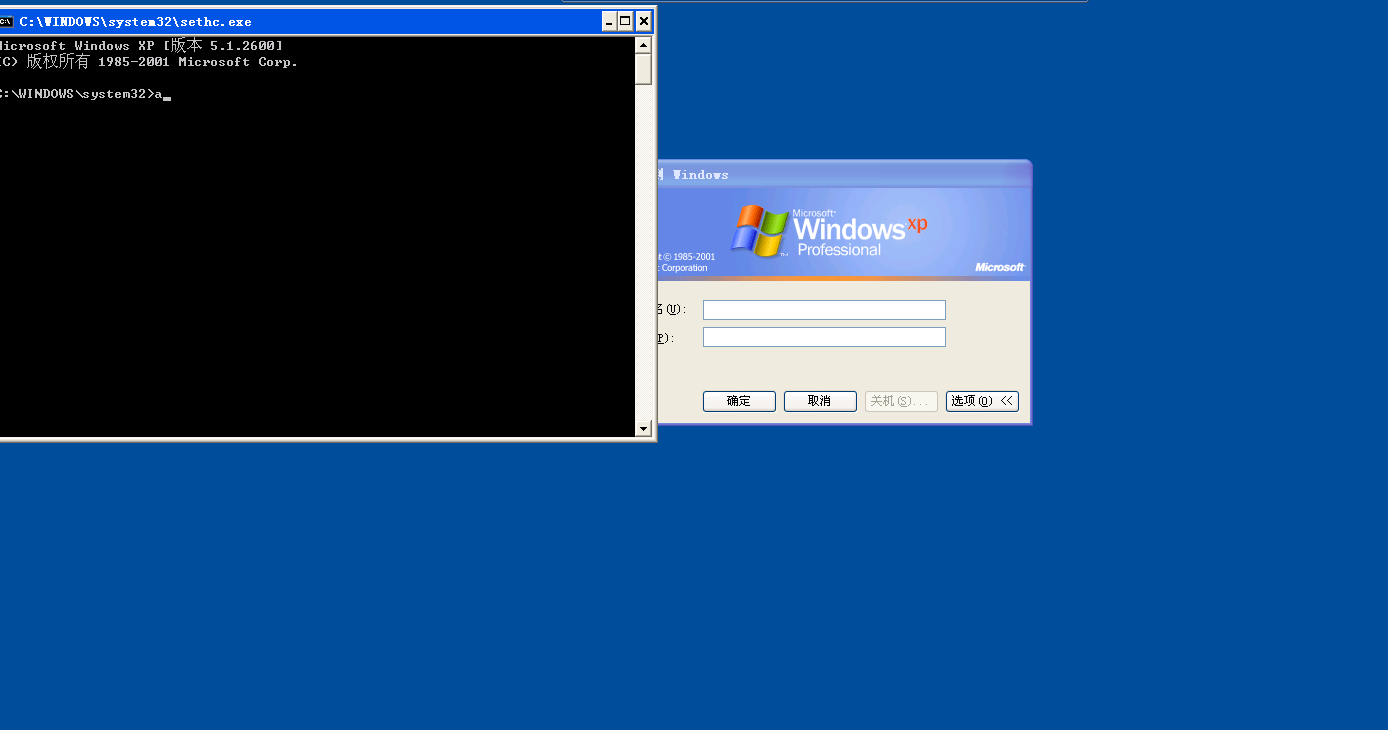 C:\WINDOWS\system32\sethc.exe
Microsoft Windows XP [版本 5.1.2600]
(C) 版权所有 1985-2001 Microsoft Corp.
C:\WINDOWS\system32>a
Windows
Microsoft
Windows xp
TM
Professional
t © 1985-2001
Corporation
Microsoft
名(U):
P):
确定
取消
关机(S)...
选项(O) <<